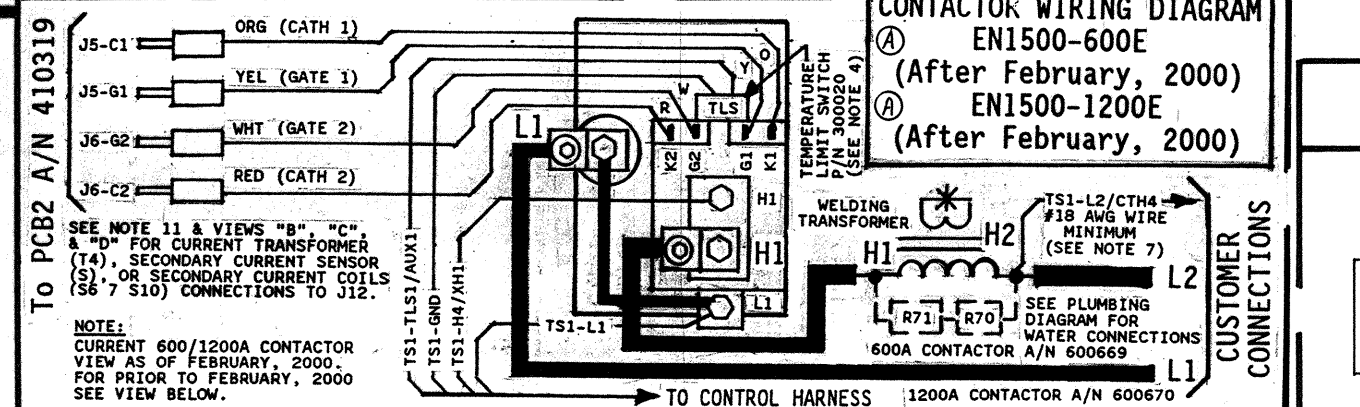 To PCB2 A/N 410319
J5-C1
ORG (CATH 1)
J5-G1
YEL (GATE 1)
J6-G2
WHT (GATE 2)
J6-C2
RED (CATH 2)
SEE NOTE 11 & VIEWS "B", "C",
& "D" FOR CURRENT TRANSFORMER
(T4), SECONDARY CURRENT SENSOR
(S), OR SECONDARY CURRENT COILS
(S6 7 S10) CONNECTIONS TO J12.
NOTE:
CURRENT 600/1200A CONTACTOR
VIEW AS OF FEBRUARY, 2000.
FOR PRIOR TO FEBRUARY, 2000
SEE VIEW BELOW.
TS1-TLS1/AUX1
TS1-GND
TS1-H4/XH1
TS1-L1
L1
R
W
Y
O
TLS
K2
G2
G1
K1
H1
H1
L1
TEMPERATURE
LIMIT SWITCH
P/N 300020
(SEE NOTE 4)
CONTACTOR WIRING DIAGRAM
A EN1500-600E
(After February, 2000)
A EN1500-1200E
(After February, 2000)
WELDING
TRANSFORMER
H1
H2
TS1-L2/CTH4
#18 AWG WIRE
MINIMUM
(SEE NOTE 7)
L2
R71
R70
SEE PLUMBING
DIAGRAM FOR
WATER CONNECTIONS
600A CONTACTOR A/N 600669
L1
1200A CONTACTOR A/N 600670
TO CONTROL HARNESS
CUSTOMER
CONNECTIONS